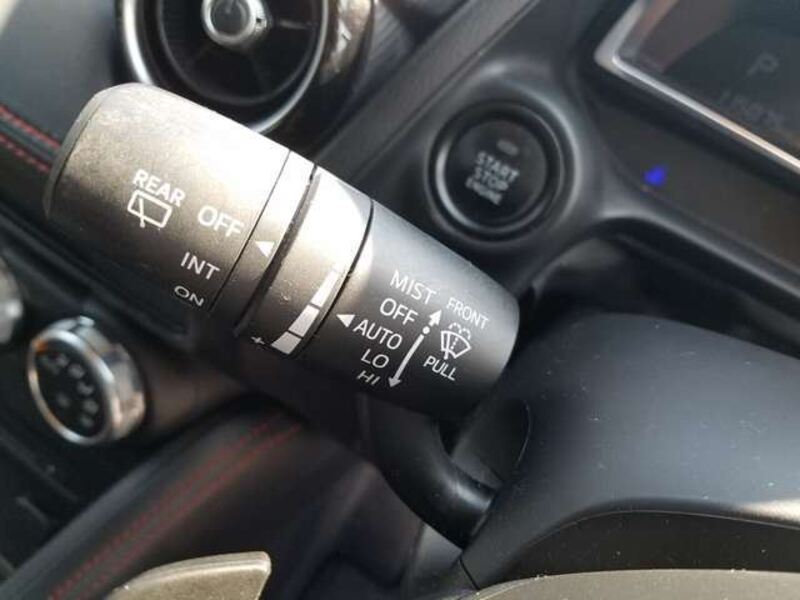 START
STOP
ENGINE
P
REAR
OFF
INT
ON
MIST
OFF
AUTO
LO
HI
FRONT
PULL